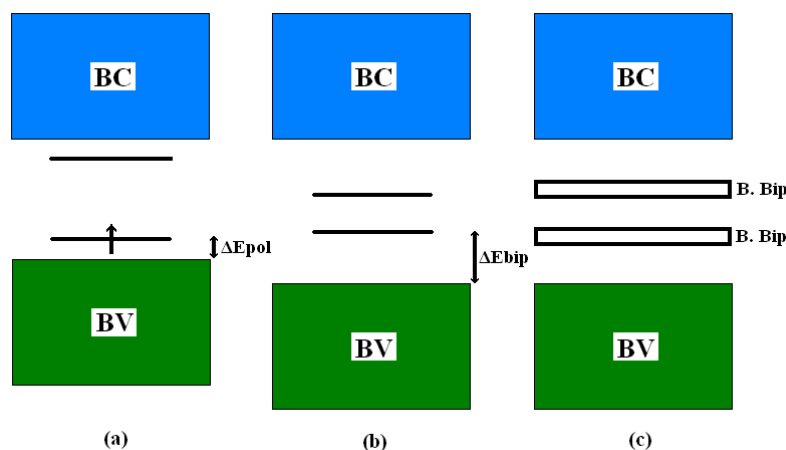 BC
BC
BC
B. Bip
B. Bip
ΔEpol
ΔEbip
BV
BV
BV
(a)
(b)
(c)